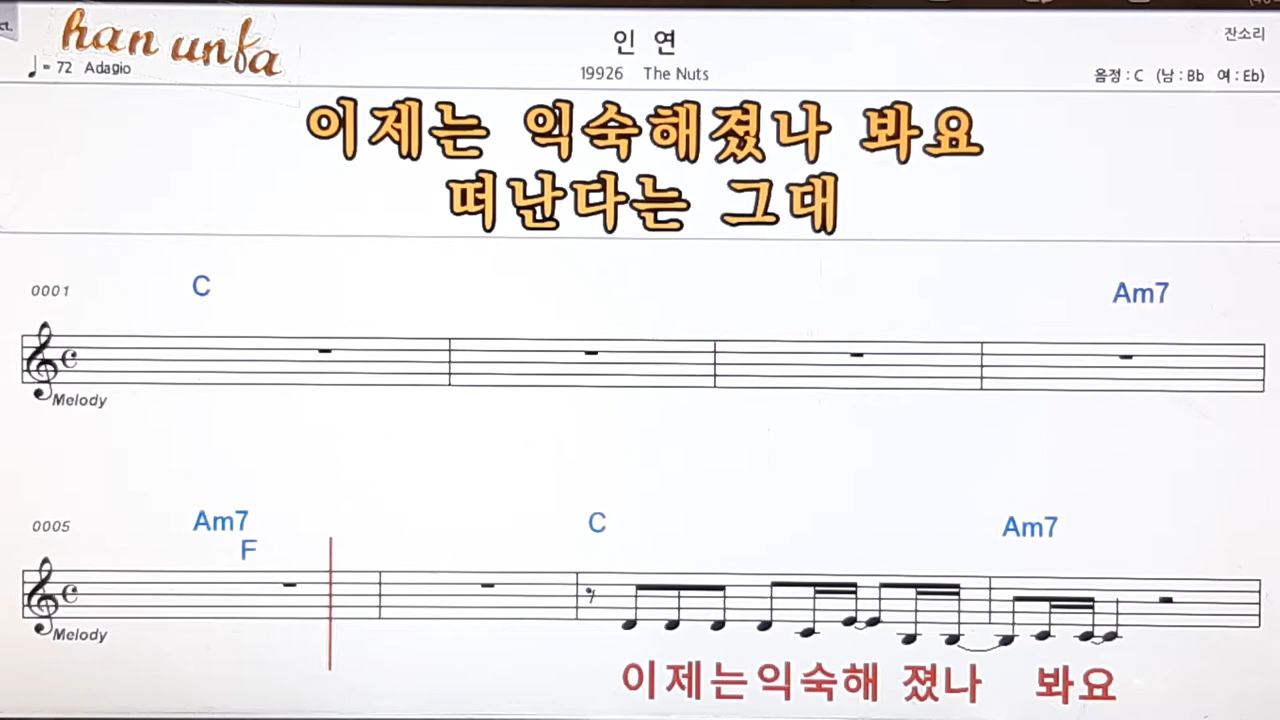 han unfa
♩= 72 Adagio
인 연
19926 The Nuts
잔소리
음정 : C (남 : Bb 여 : Eb)
이제는 익숙해졌나 봐요
떠난다는 그대
0001 C Am7
Melody
0005 Am7 F C Am7
Melody
이제는익숙해 졌나 봐요